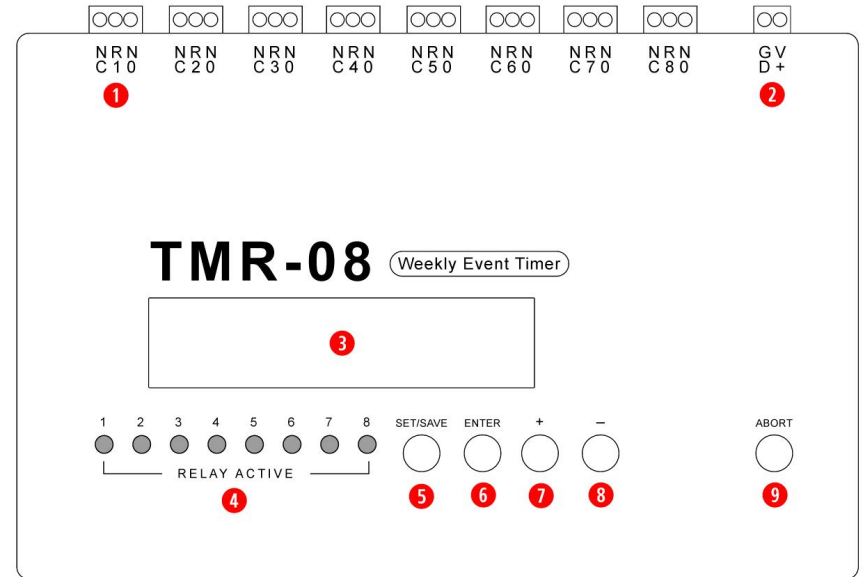 NRN NRN NRN NRN NRN NRN NRN NRN GV
C10 C20 C30 C40 C50 C60 C70 C80 D+
1 2
TMR-08 Weekly Event Timer
3
1 2 3 4 5 6 7 8 SET/SAVE ENTER + − ABORT
RELAY ACTIVE
4 5 6 7 8 9